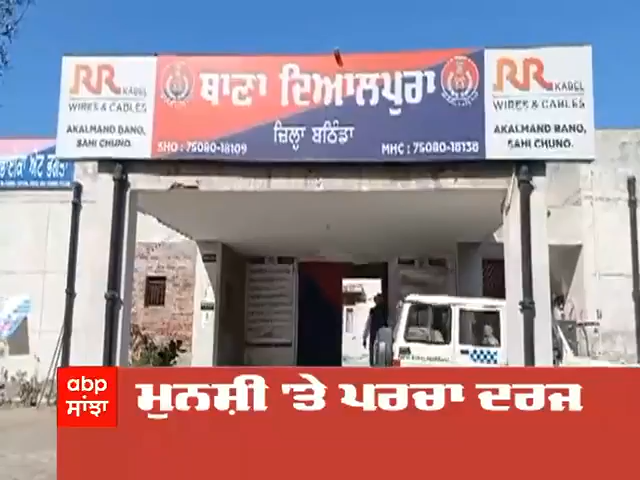 RR KABEL
WIRES & CABLES
AKALMAND BANO,
SAHI CHUNO.
ਥਾਣਾ ਦਿਆਲਪੁਰਾ
ਜ਼ਿਲ੍ਹਾ ਬਠਿੰਡਾ
SHO : 75080-18109
MHC : 75080-18138
RR KABEL
WIRES & CABLES
AKALMAND BANO,
SAHI CHUNO.
abp
ਸਾਂਝਾ
ਮੁਨਸ਼ੀ 'ਤੇ ਪਰਚਾ ਦਰਜ